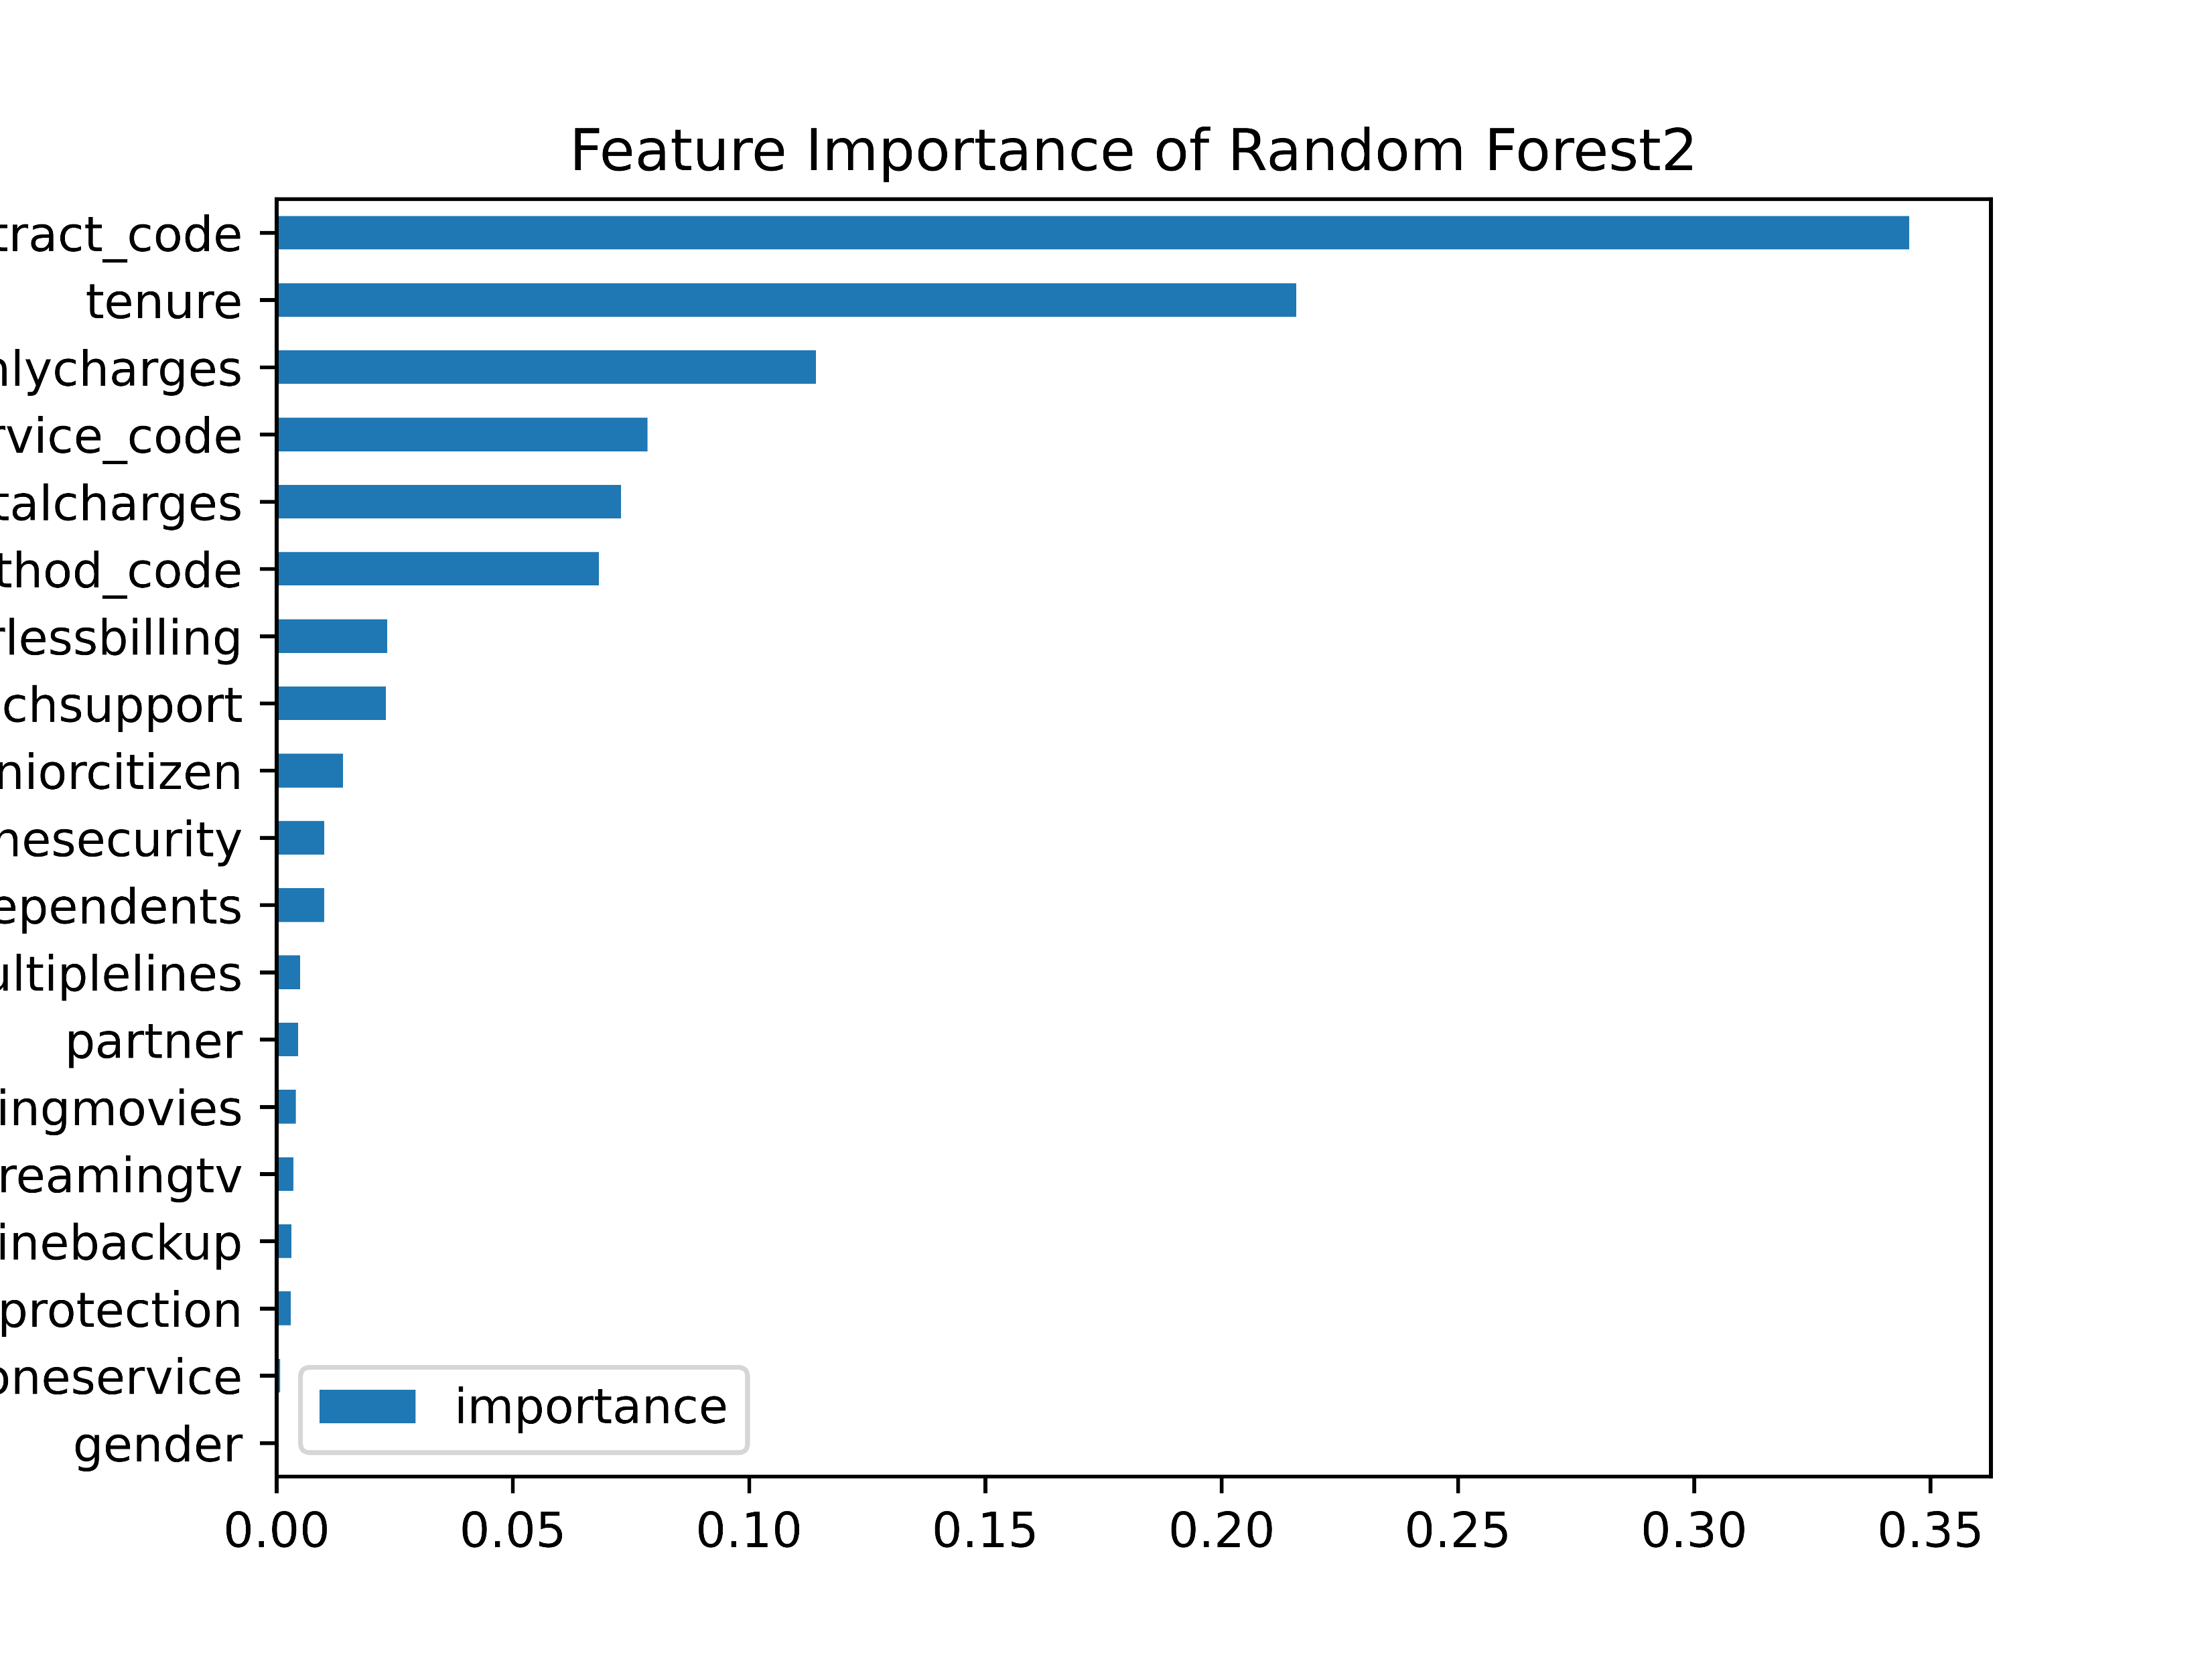 Feature Importance of Random Forest2
tract_code
tenure
nlycharges
rvice_code
talcharges
thod_code
rlessbilling
chsupport
niorcitizen
nesecurity
ependents
ultiplelines
partner
ingmovies
reamingtv
inebackup
protection
oneservice
gender
importance
0.00 0.05 0.10 0.15 0.20 0.25 0.30 0.35